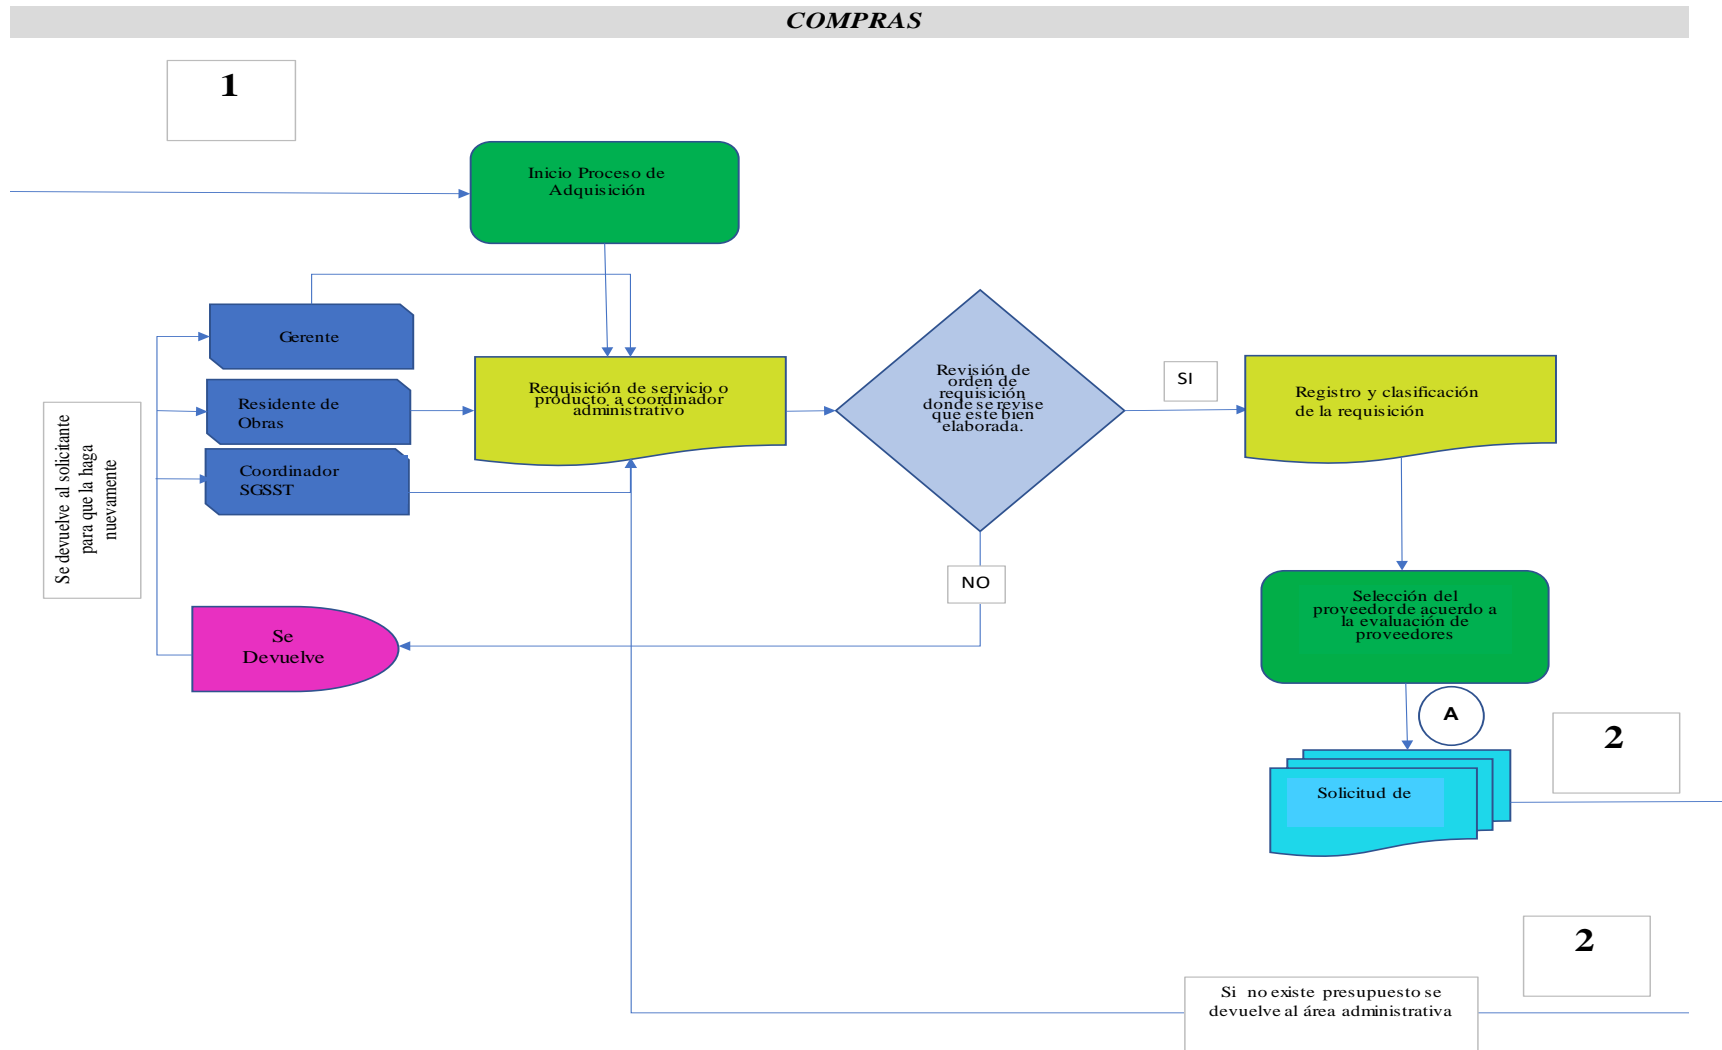 COMPRAS
1
Inicio Proceso de
Adquisición
Gerente
Residente de
Obras
Coordinador
SGSST
Se devuelve al solicitante
para que la haga
nuevamente
Requisición de servicio o
producto a coordinador
administrativo
Revisión de
orden de
requisición
donde se revise
que este bien
elaborada.
SI
Registro y clasificación
de la requisición
NO
Se
Devuelve
Selección del
proveedor de acuerdo a
la evaluación de
proveedores
A
2
Solicitud de
2
Si no existe presupuesto se
devuelve al área administrativa